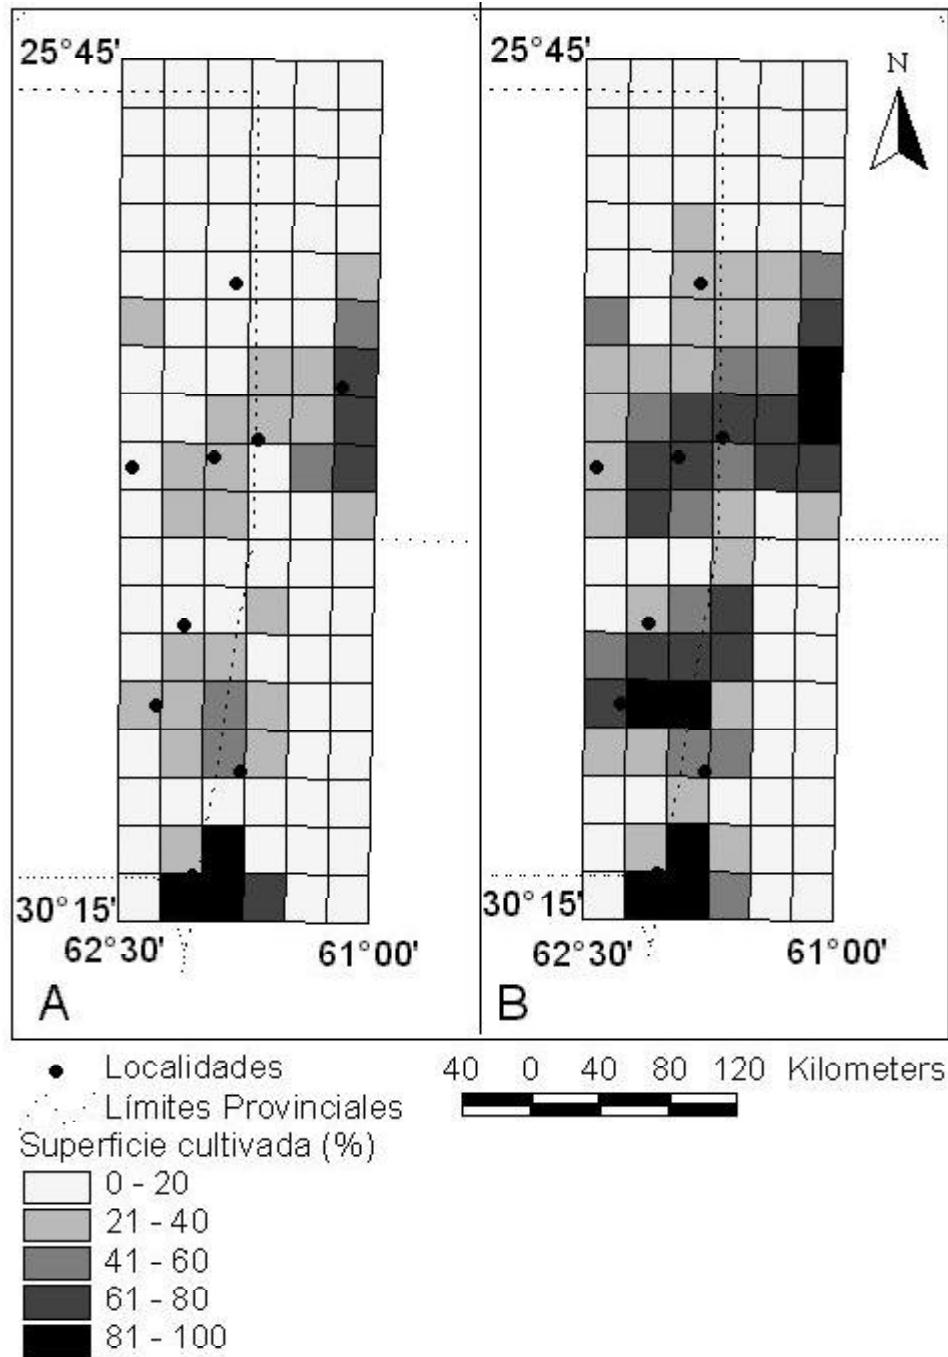 25°45'
25°45'
N
30°15'
30°15'
62°30'
61°00'
62°30'
61°00'
A
B
Localidades
40 0 40 80 120 Kilometers
Límites Provinciales
Superficie cultivada (%)
0 - 20
21 - 40
41 - 60
61 - 80
81 - 100